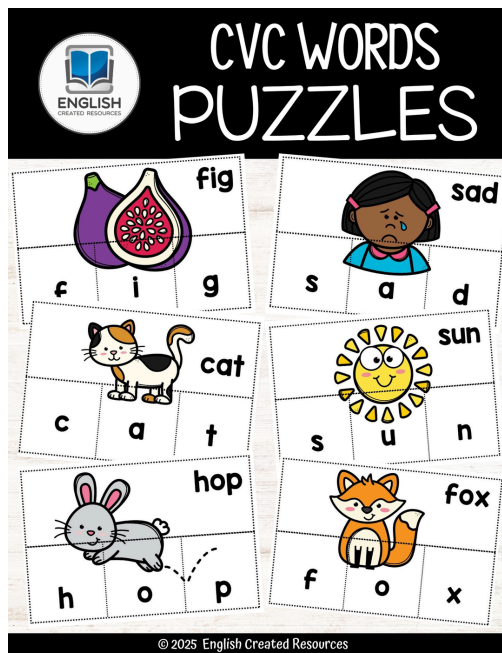 CVC WORDS
PUZZLES
ENGLISH
CREATED RESOURCES
fig
f i g
sad
s a d
cat
c a t
sun
s u n
hop
h o p
fox
f o x
© 2025 English Created Resources